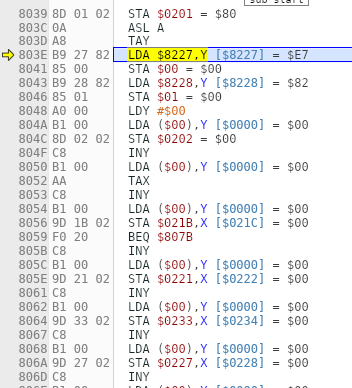 sub start
8039 8D 01 02 STA $0201 = $80
803C 0A ASL A
803D A8 TAY
803E B9 27 82 LDA $8227,Y [$8227] = $E7
8041 85 00 STA $00 = $00
8043 B9 28 82 LDA $8228,Y [$8228] = $82
8046 85 01 STA $01 = $00
8048 A0 00 LDY #$00
804A B1 00 LDA ($00),Y [$0000] = $00
804C 8D 02 02 STA $0202 = $00
804F C8 INY
8050 B1 00 LDA ($00),Y [$0000] = $00
8052 AA TAX
8053 C8 INY
8054 B1 00 LDA ($00),Y [$0000] = $00
8056 9D 1B 02 STA $021B,X [$021C] = $00
8059 F0 20 BEQ $807B
805B C8 INY
805C B1 00 LDA ($00),Y [$0000] = $00
805E 9D 21 02 STA $0221,X [$0222] = $00
8061 C8 INY
8062 B1 00 LDA ($00),Y [$0000] = $00
8064 9D 33 02 STA $0233,X [$0234] = $00
8067 C8 INY
8068 B1 00 LDA ($00),Y [$0000] = $00
806A 9D 27 02 STA $0227,X [$0228] = $00
806D C8 INY